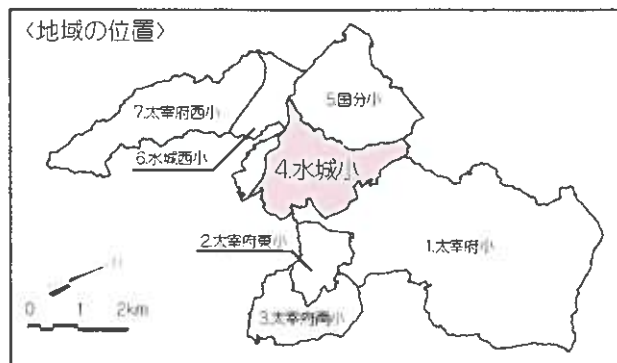 〈地域の位置〉
5.国分小
7.太宰府西小
6.水城西小
4.水城小
2.太宰府東小
1.太宰府小
3.太宰府南小
0 1 2km